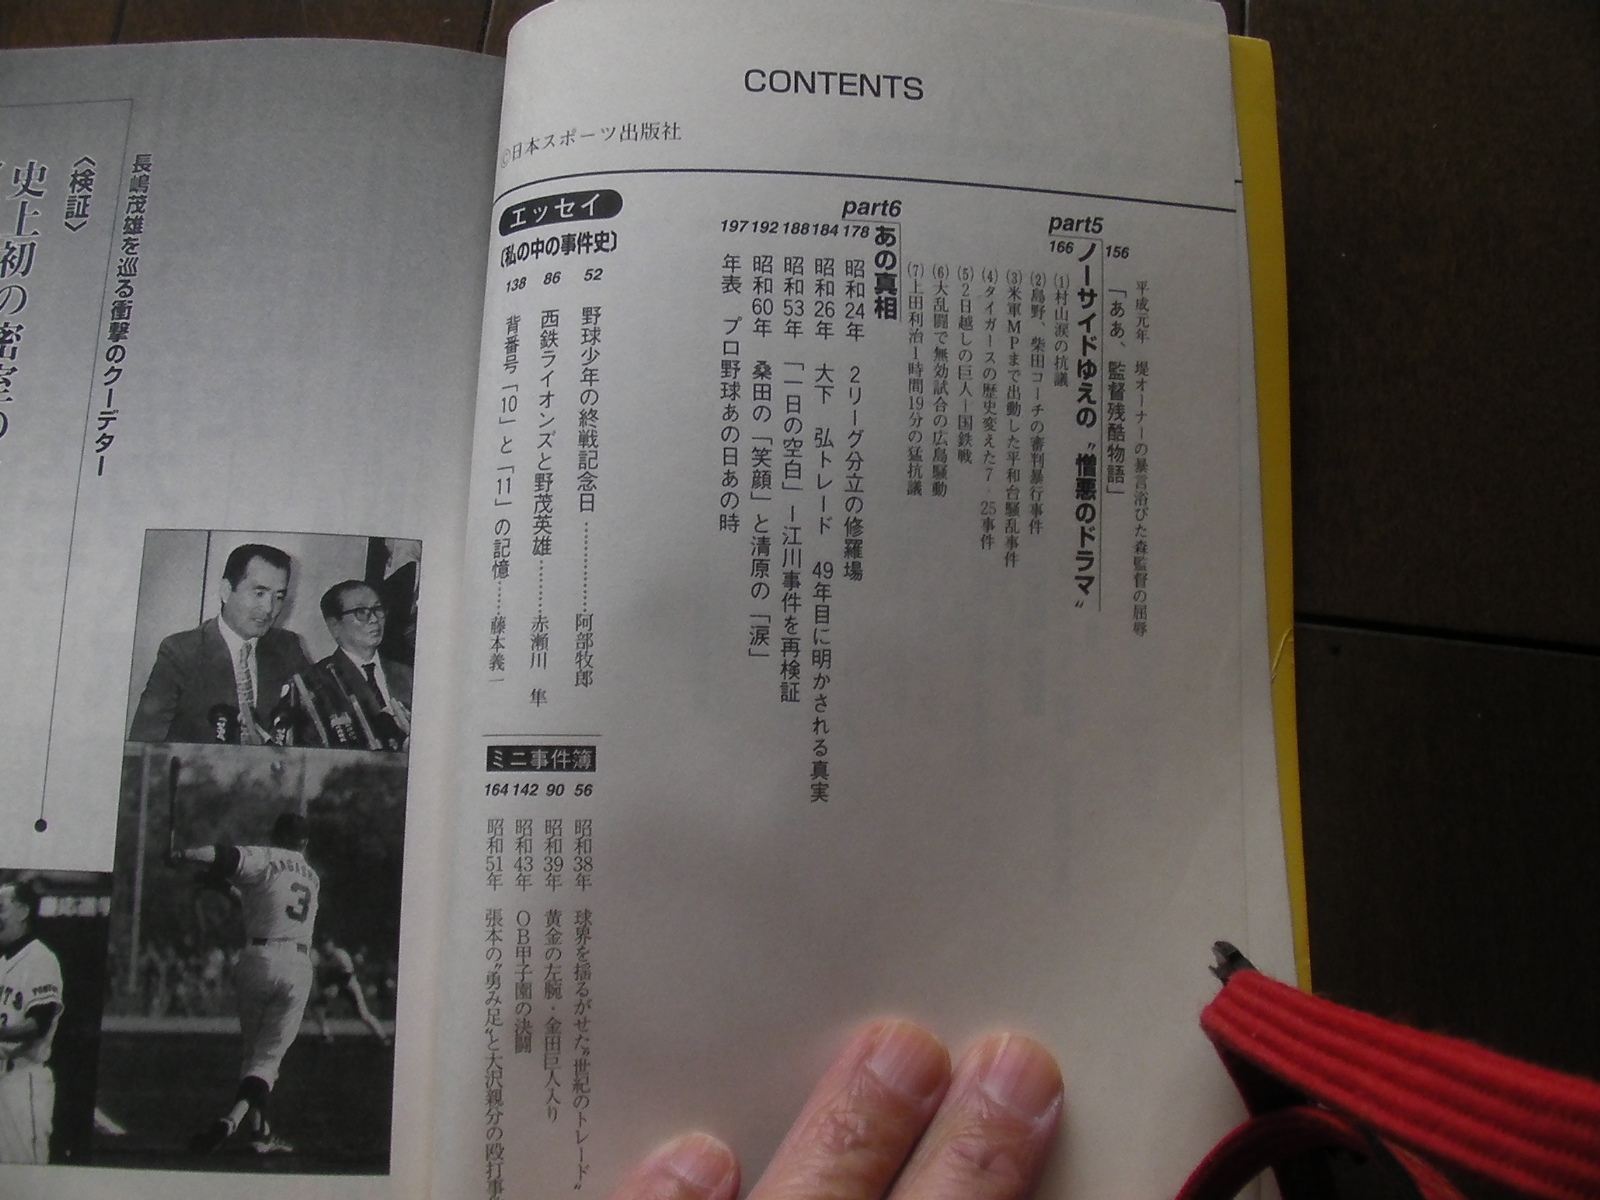 CONTENTS
©日本スポーツ出版社
156
平成元年 堤オーナーの暴言浴びた森監督の屈辱
「ああ、監督残酷物語」
part5
166
ノーサイドゆえの〝憎悪のドラマ〟
(1)村山涙の抗議
(2)島野、柴田コーチの審判暴行事件
(3)米軍MPまで出動した平和台騒乱事件
(4)タイガースの歴史変えた7・25事件
(5)2日越しの巨人―国鉄戦
(6)大乱闘で無効試合の広島騒動
(7)上田利治1時間19分の猛抗議
part6
あの真相
178 昭和24年 2リーグ分立の修羅場
184 昭和26年 大下 弘トレード 49年目に明かされる真実
188 昭和53年 「一日の空白」―江川事件を再検証
192 昭和60年 桑田の「笑顔」と清原の「涙」
197 年表 プロ野球あの日あの時
エッセイ
〔私の中の事件史〕
52 野球少年の終戦記念日……………阿部牧郎
86 西鉄ライオンズと野茂英雄………赤瀬川 隼
138 背番号「10」と「11」の記憶……藤本義一
ミニ事件簿
56 昭和38年 球界を揺るがせた〝世紀のトレード〟
90 昭和39年 黄金の左腕・金田巨人入り
142 昭和43年 OB甲子園の決闘
164 昭和51年 張本の〝勇み足〟と大沢親分の殴打事
長嶋茂雄を巡る衝撃のクーデター
〈検証〉
史上初の密室の
NAGASH
3